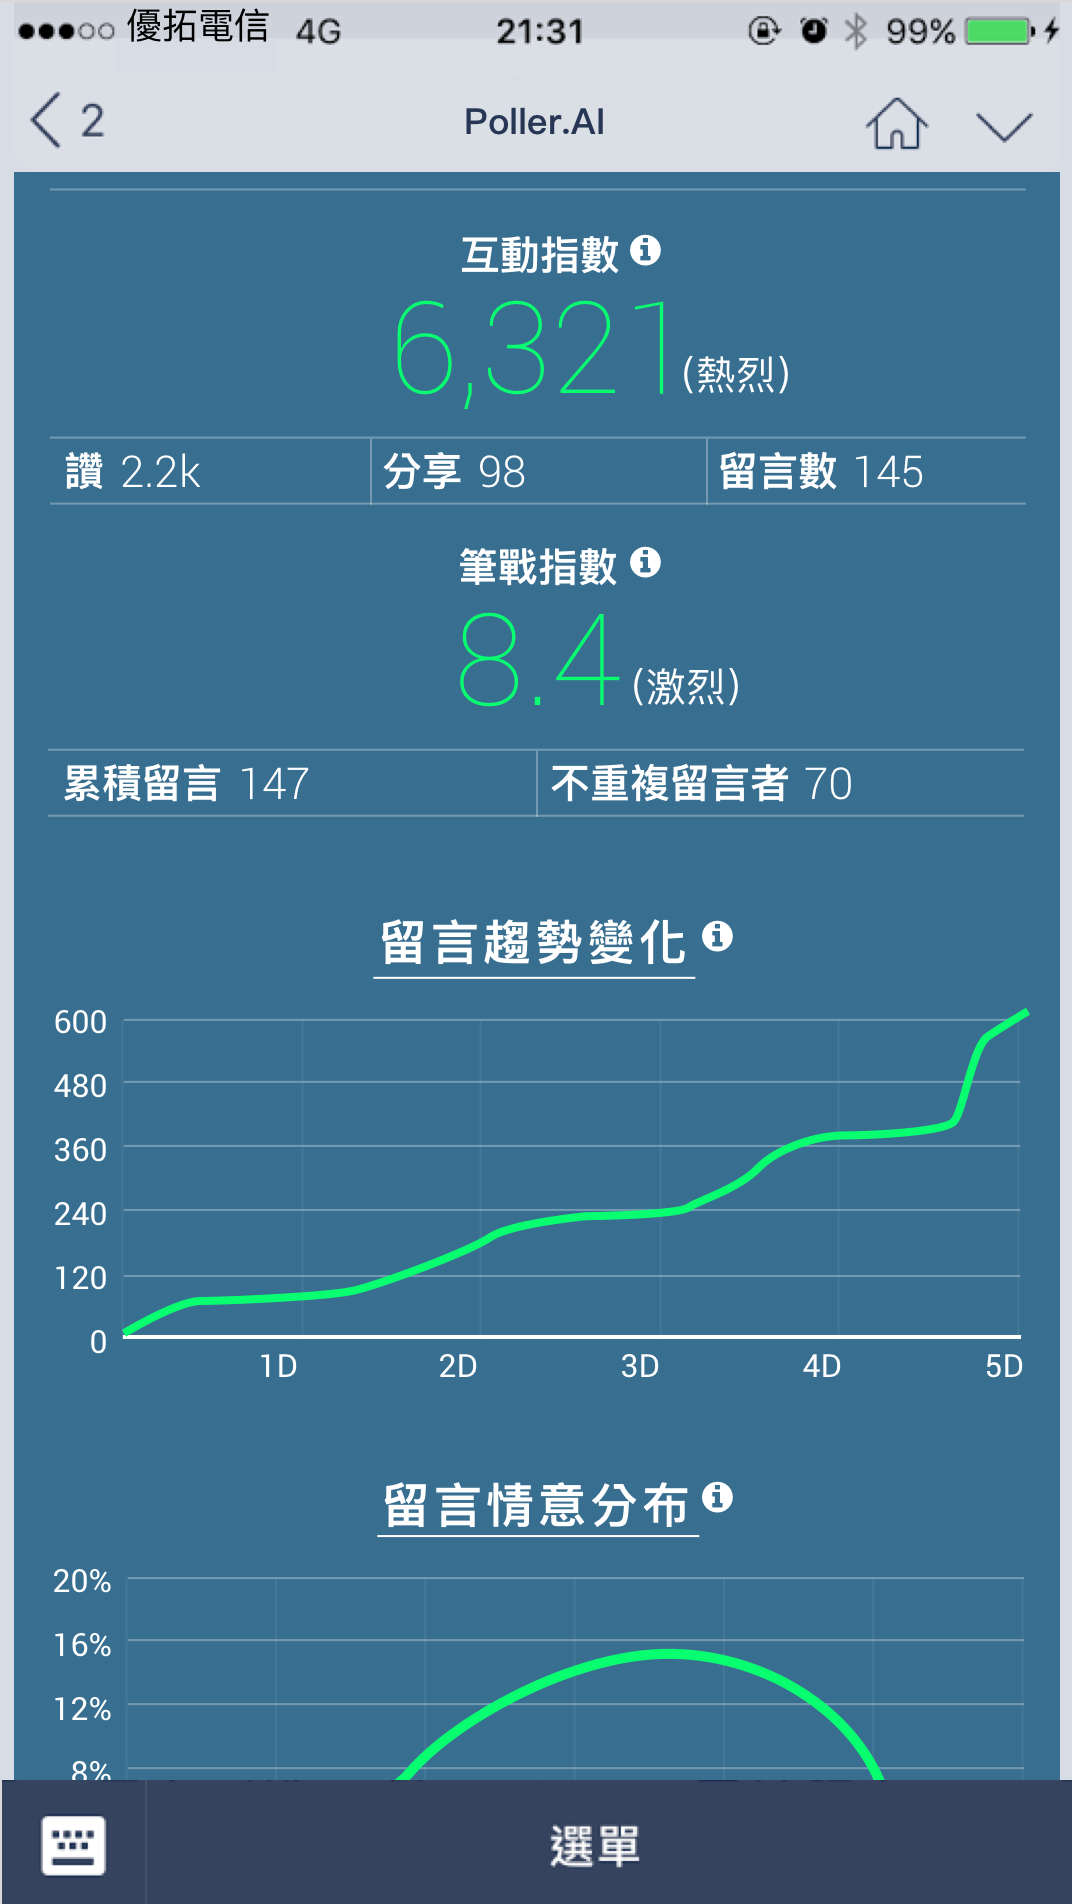 優拓電信 4G 21:31 99%
2 Poller.AI
互動指數
6,321 (熱烈)
讚 2.2k 分享 98 留言數 145
筆戰指數
8.4 (激烈)
累積留言 147 不重複留言者 70
留言趨勢變化
600
480
360
240
120
0
1D 2D 3D 4D 5D
留言情意分布
20%
16%
12%
8%
選單